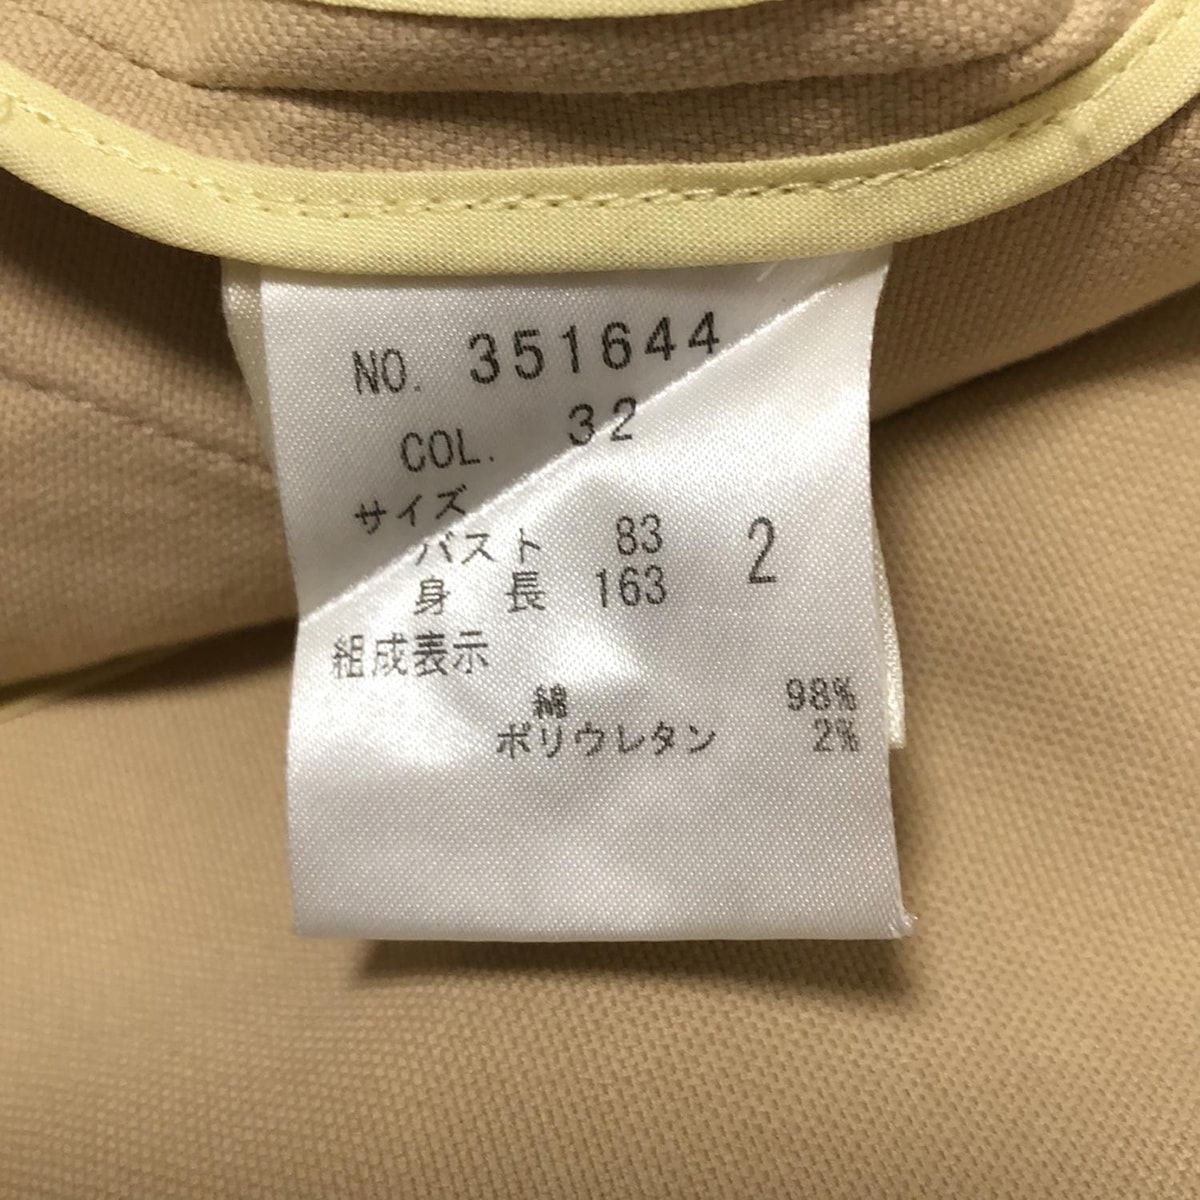 NO. 351644
COL. 32
サイズ
バスト 83 2
身 長 163
組成表示
綿 98%
ポリウレタン 2%